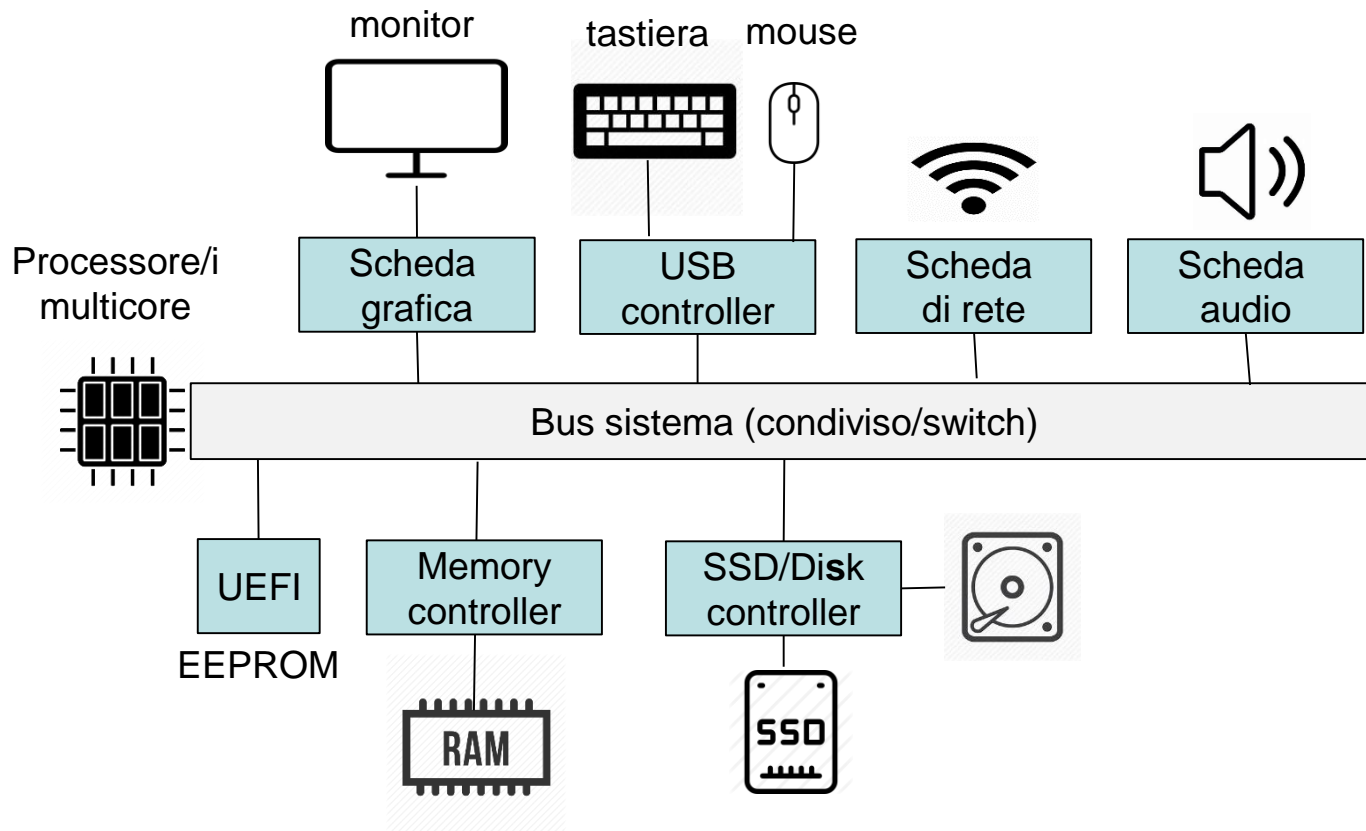 monitor
tastiera
mouse
Processore/i
multicore
Scheda
grafica
USB
controller
Scheda
di rete
Scheda
audio
Bus sistema (condiviso/switch)
UEFI
EEPROM
Memory
controller
SSD/Disk
controller
RAM
SSD